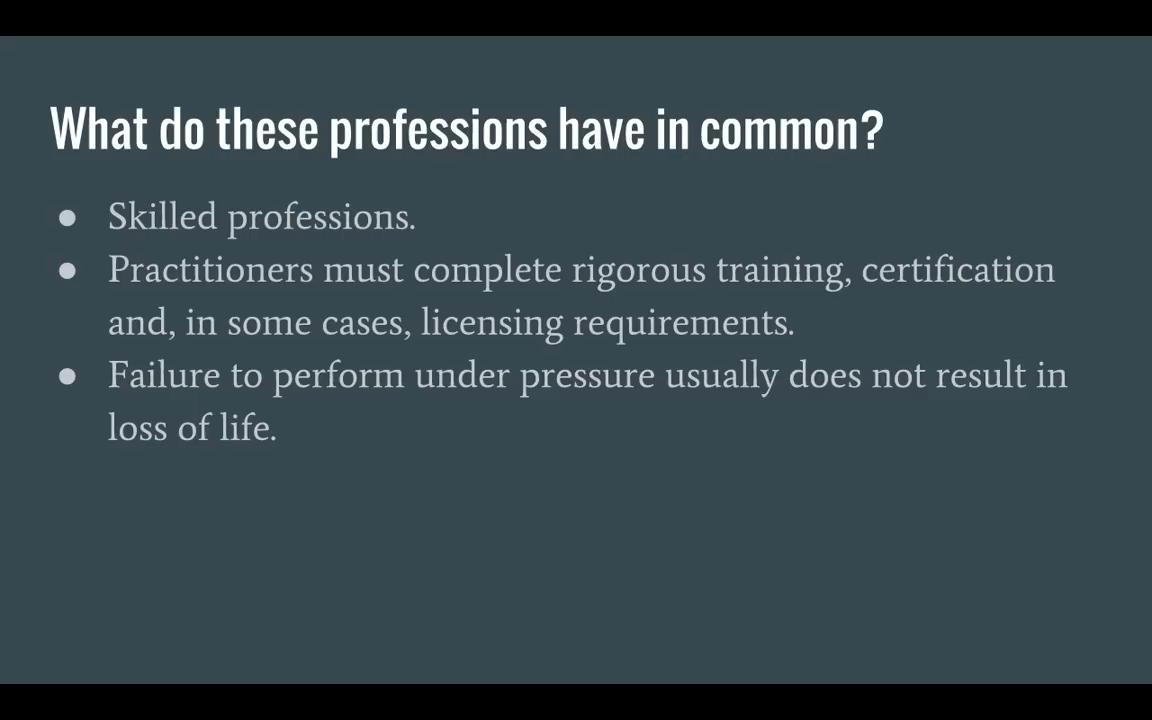 What do these professions have in common?
● Skilled professions.
● Practitioners must complete rigorous training, certification
and, in some cases, licensing requirements.
● Failure to perform under pressure usually does not result in
loss of life.